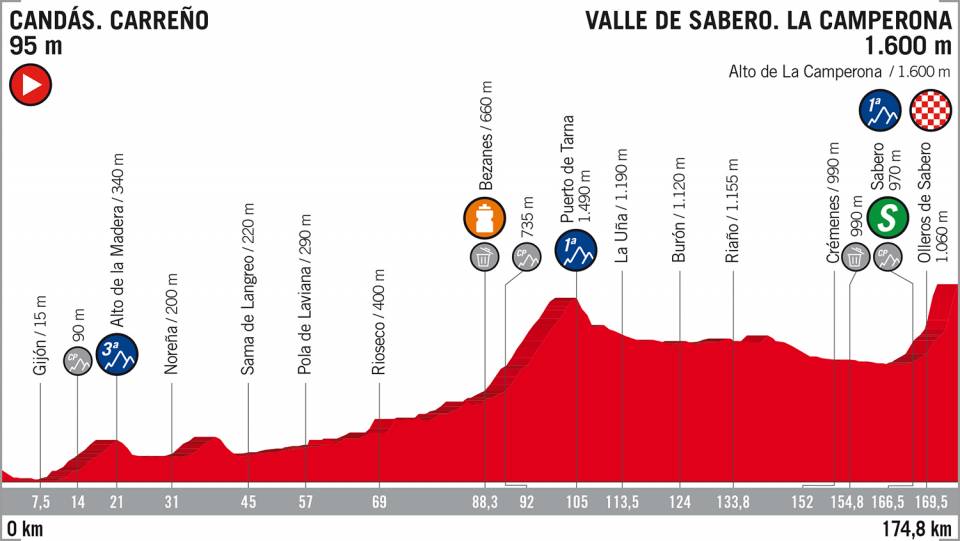 CANDÁS. CARREÑO
95 m
VALLE DE SABERO. LA CAMPERONA
1.600 m
Alto de La Camperona / 1.600 m
Gijón / 15 m
90 m
CP
Alto de la Madera / 340 m
3ª
Noreña / 200 m
Sama de Langreo / 220 m
Pola de Laviana / 290 m
Rioseco / 400 m
Bezanes / 660 m
735 m
CP
Puerto de Tarna
1.490 m
1ª
La Uña / 1.190 m
Burón / 1.120 m
Riaño / 1.155 m
Crémenes / 990 m
990 m
1ª
Sabero
970 m
S
CP
Olleros de Sabero
1.060 m
7,5
14
21
31
45
57
69
88,3
92
105
113,5
124
133,8
152
154,8
166,5
169,5
0 km
174,8 km